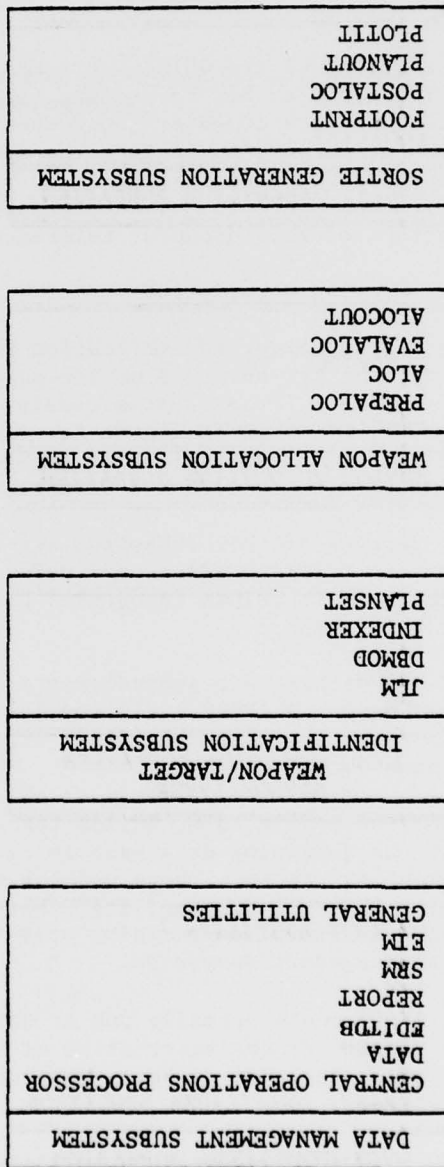 DATA MANAGEMENT SUBSYSTEM
CENTRAL OPERATIONS PROCESSOR
DATA
EDITDB
REPORT
SRM
EIM
GENERAL UTILITIES
WEAPON/TARGET
IDENTIFICATION SUBSYSTEM
JLM
DBMOD
INDEXER
PLANSET
WEAPON ALLOCATION SUBSYSTEM
PREPALOC
ALOC
EVALALOC
ALOCOUT
SORTIE GENERATION SUBSYSTEM
FOOTPRNT
POSTALOC
PLANOUT
PLOTIT